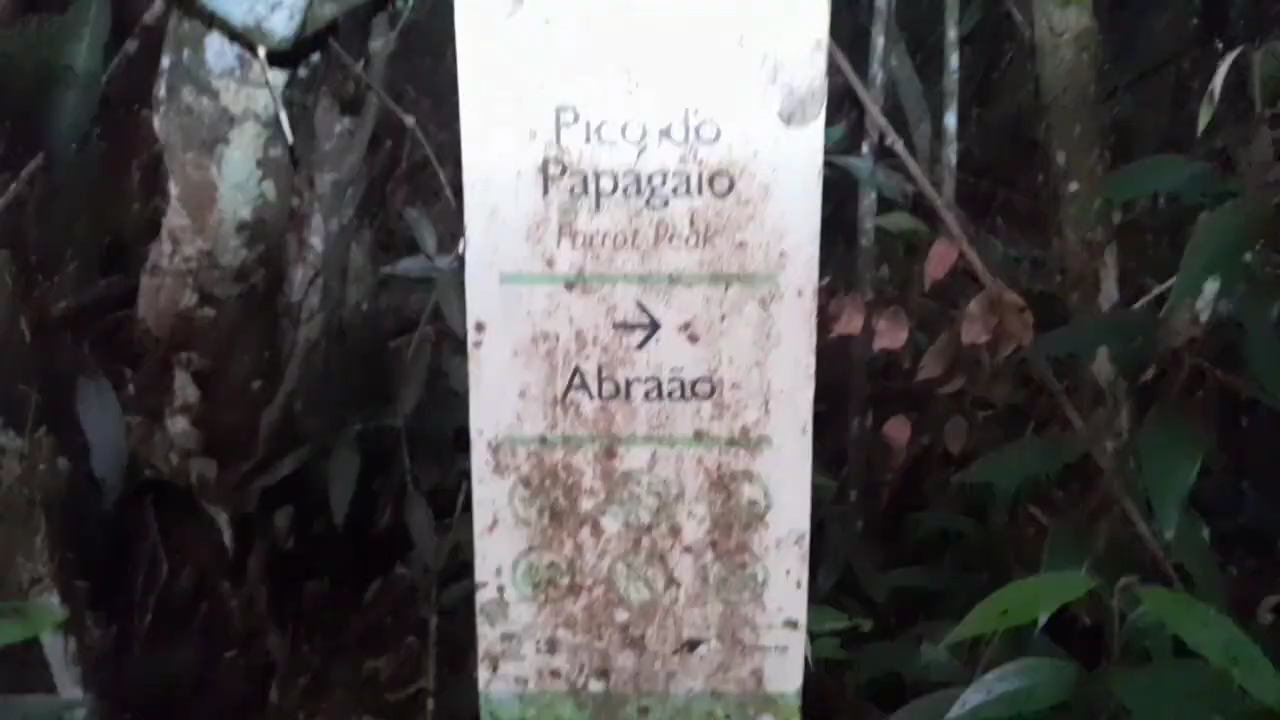 Pico do
Papagaio
Parrot Peak
→
Abraão